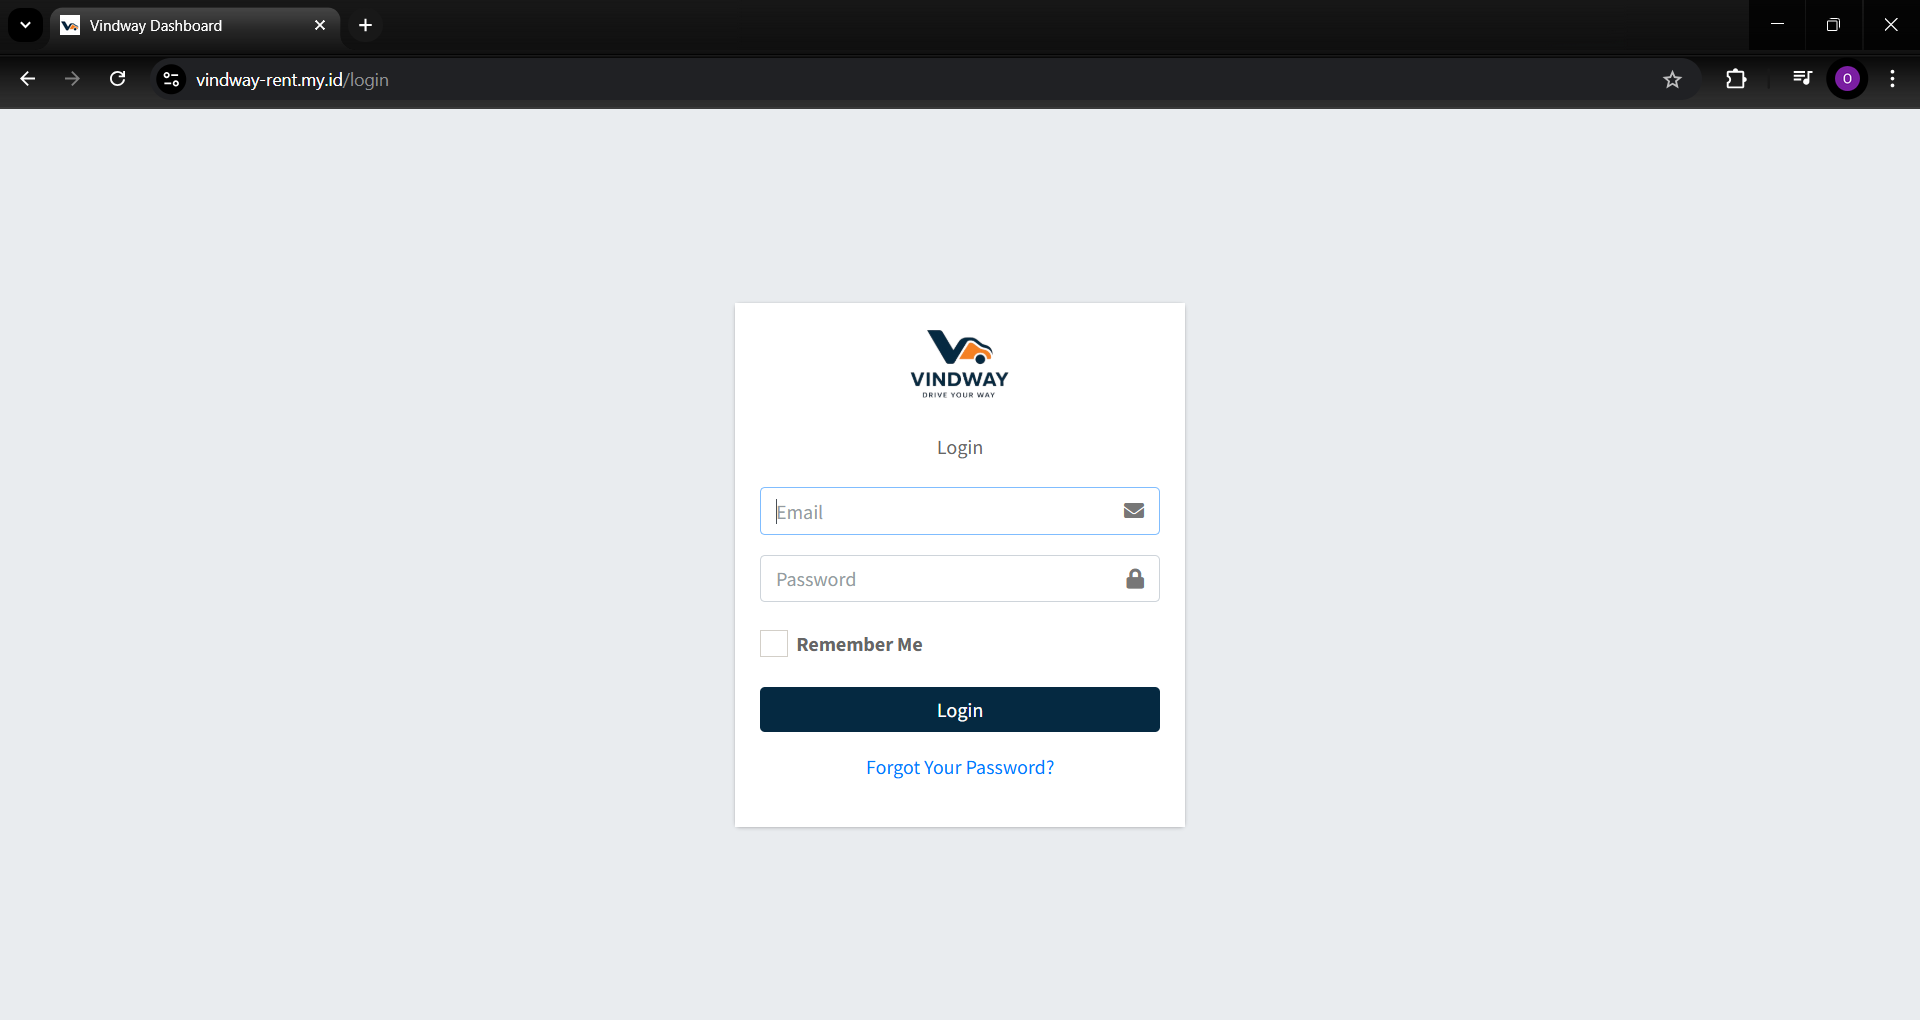 Vindway Dashboard
vindway-rent.my.id/login
O
VINDWAY
DRIVE YOUR WAY
Login
Email
Password
Remember Me
Login
Forgot Your Password?